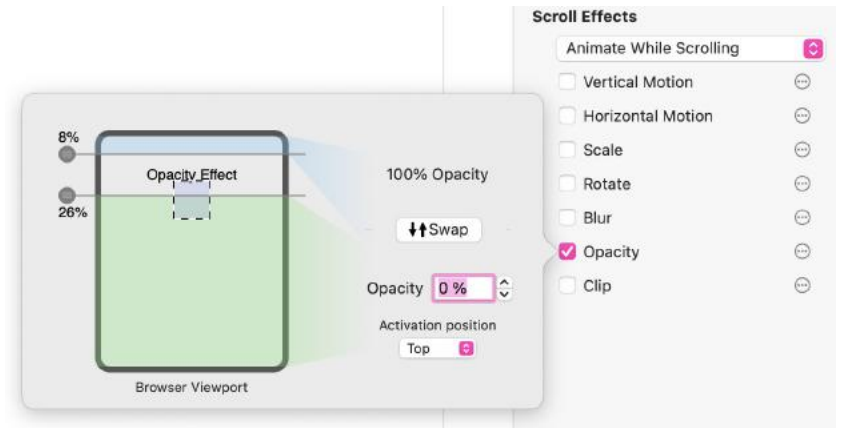 Scroll Effects
Animate While Scrolling
Vertical Motion
Horizontal Motion
Scale
Rotate
Blur
Opacity
Clip
8%
Opacity Effect
26%
100% Opacity
Swap
Opacity 0 %
Activation position
Top
Browser Viewport